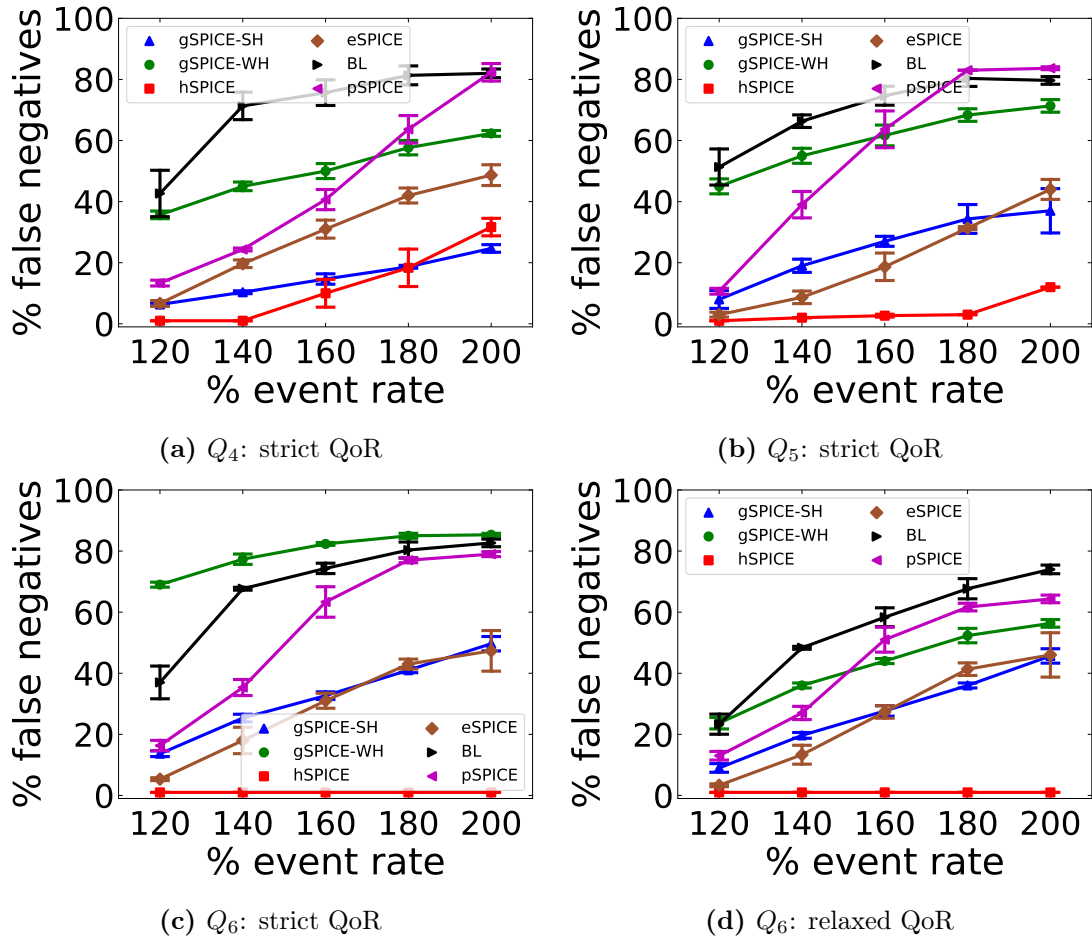 % false negatives
100
80
60
40
20
0
gSPICE-SH
gSPICE-WH
hSPICE
eSPICE
BL
pSPICE
120 140 160 180 200
% event rate
(a) Q4: strict QoR
% false negatives
100
80
60
40
20
0
gSPICE-SH
gSPICE-WH
hSPICE
eSPICE
BL
pSPICE
120 140 160 180 200
% event rate
(b) Q5: strict QoR
% false negatives
100
80
60
40
20
0
gSPICE-SH
gSPICE-WH
hSPICE
eSPICE
BL
pSPICE
120 140 160 180 200
% event rate
(c) Q6: strict QoR
% false negatives
100
80
60
40
20
0
gSPICE-SH
gSPICE-WH
hSPICE
eSPICE
BL
pSPICE
120 140 160 180 200
% event rate
(d) Q6: relaxed QoR